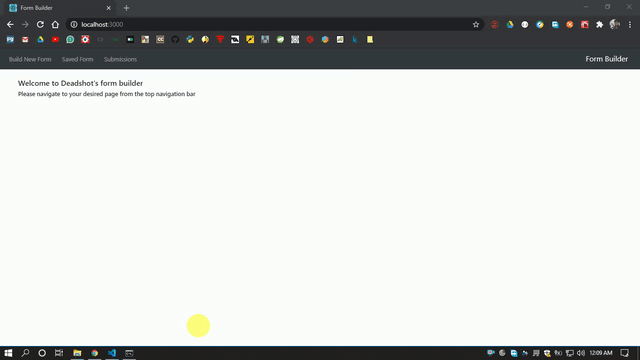 Form Builder
localhost:3000
Build New Form Saved Form Submissions Form Builder
Welcome to Deadshot's form builder
Please navigate to your desired page from the top navigation bar
12:09 AM